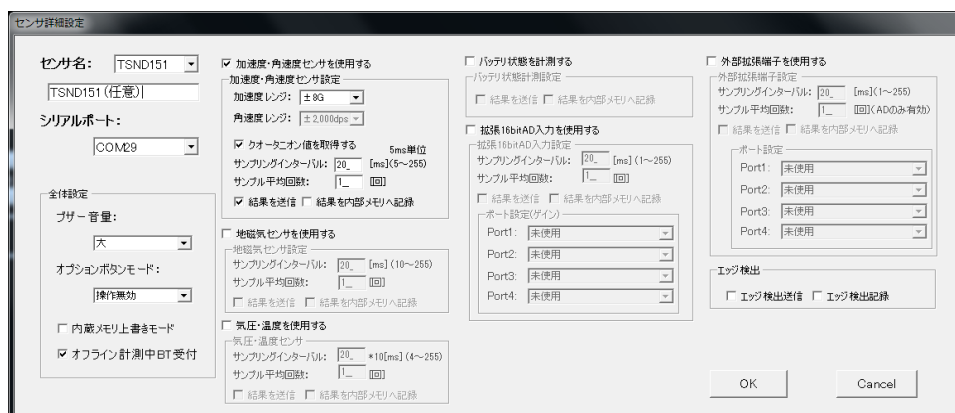 センサ詳細設定
センサ名: TSND151
TSND151(任意)
シリアルポート:
COM29
全体設定
ブザー音量:
大
オプションボタンモード:
操作無効
内蔵メモリ上書きモード
オフライン計測中BT受付
加速度・角速度センサを使用する
加速度・角速度センサ設定
加速度レンジ: ±8G
角速度レンジ: ±2,000dps
クオータニオン値を取得する 5ms単位
サンプリングインターバル: 20_ [ms](5~255)
サンプル平均回数: 1_ [回]
結果を送信 結果を内部メモリへ記録
地磁気センサを使用する
地磁気センサ設定
サンプリングインターバル: 20_ [ms](10~255)
サンプル平均回数: 1_ [回]
結果を送信 結果を内部メモリへ記録
気圧・温度を使用する
気圧・温度センサ
サンプリングインターバル: 20_ *10[ms](4~255)
サンプル平均回数: 1_ [回]
結果を送信 結果を内部メモリへ記録
バッテリ状態を計測する
バッテリ状態計測設定
結果を送信 結果を内部メモリへ記録
拡張16bitAD入力を使用する
拡張16bitAD入力設定
サンプリングインターバル: 20_ [ms](1~255)
サンプル平均回数: 1_ [回]
結果を送信 結果を内部メモリへ記録
ポート設定(ゲイン)
Port1: 未使用
Port2: 未使用
Port3: 未使用
Port4: 未使用
外部拡張端子を使用する
外部拡張端子設定
サンプリングインターバル: 20_ [ms](1~255)
サンプル平均回数: 1_ [回](ADのみ有効)
結果を送信 結果を内部メモリへ記録
ポート設定
Port1: 未使用
Port2: 未使用
Port3: 未使用
Port4: 未使用
エッジ検出
エッジ検出送信 エッジ検出記録
OK Cancel